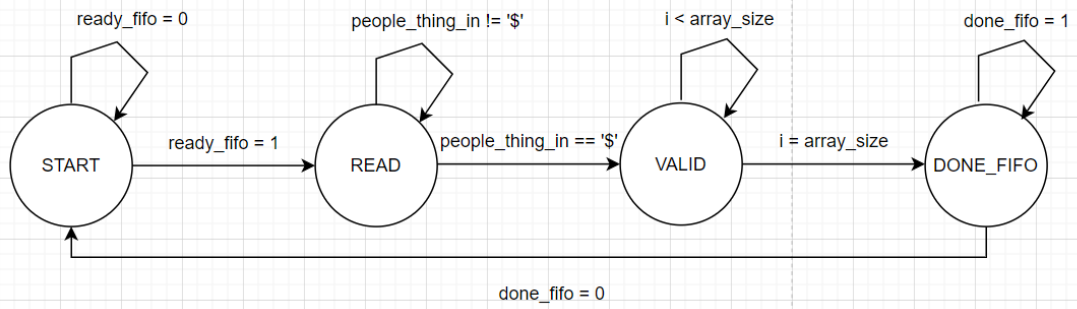 ready_fifo = 0
people_thing_in != '$'
i < array_size
done_fifo = 1
ready_fifo = 1
people_thing_in == '$'
i = array_size
START
READ
VALID
DONE_FIFO
done_fifo = 0